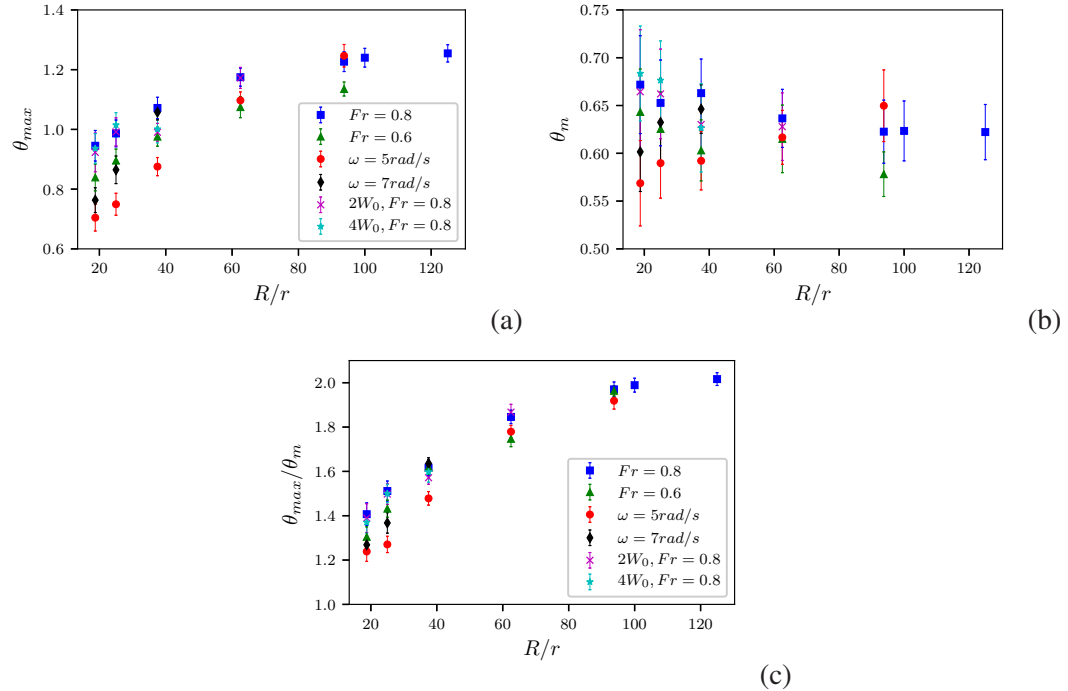 1.4
1.2
1.0
0.8
0.6
θ_max
20 40 60 80 100 120
R/r
Fr = 0.8
Fr = 0.6
ω = 5rad/s
ω = 7rad/s
2W_0, Fr = 0.8
4W_0, Fr = 0.8
(a)
0.75
0.70
0.65
0.60
0.55
0.50
θ_m
20 40 60 80 100 120
R/r
(b)
2.0
1.8
1.6
1.4
1.2
1.0
θ_max/θ_m
20 40 60 80 100 120
R/r
Fr = 0.8
Fr = 0.6
ω = 5rad/s
ω = 7rad/s
2W_0, Fr = 0.8
4W_0, Fr = 0.8
(c)